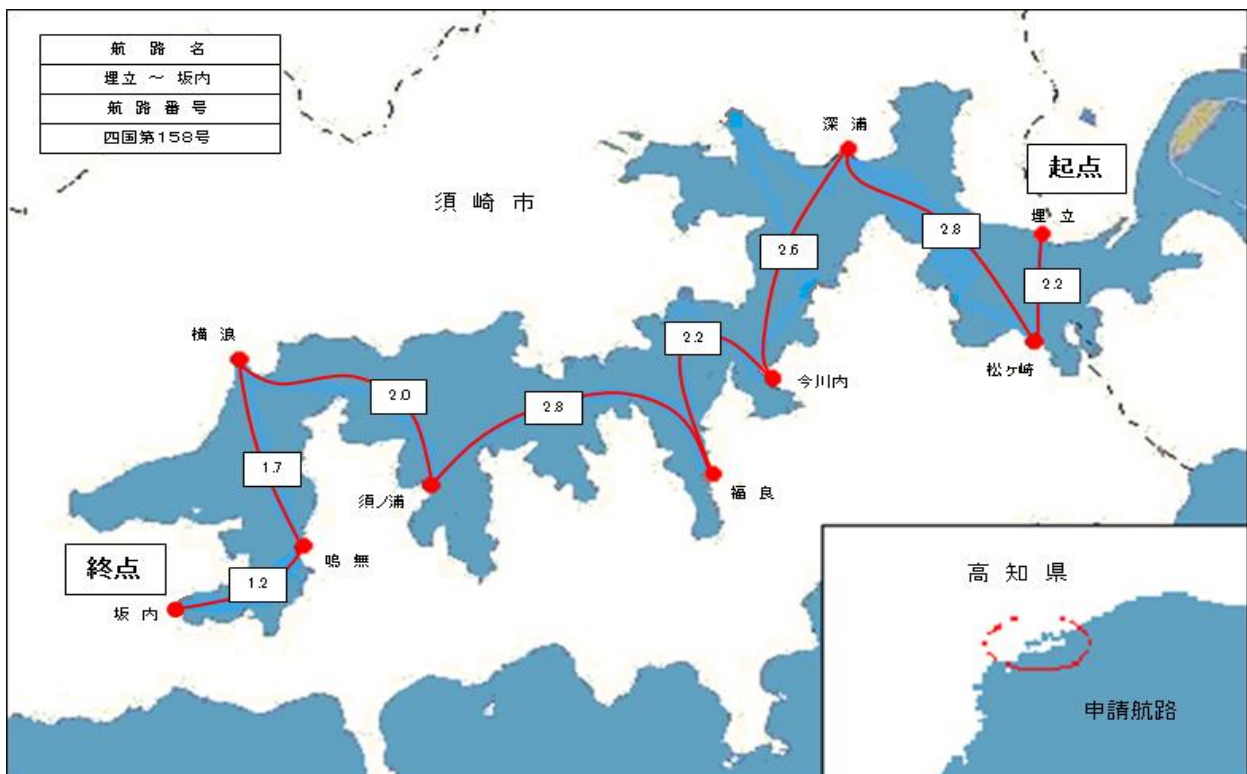 航路名
埋立～坂内
航路番号
四国第158号
深浦
起点
須崎市
埋立
2.8
2.6
2.2
横浪
2.2
今川内
松ヶ崎
2.0
2.8
1.7
須ノ浦
福良
終点
鳴無
1.2
坂内
高知県
申請航路